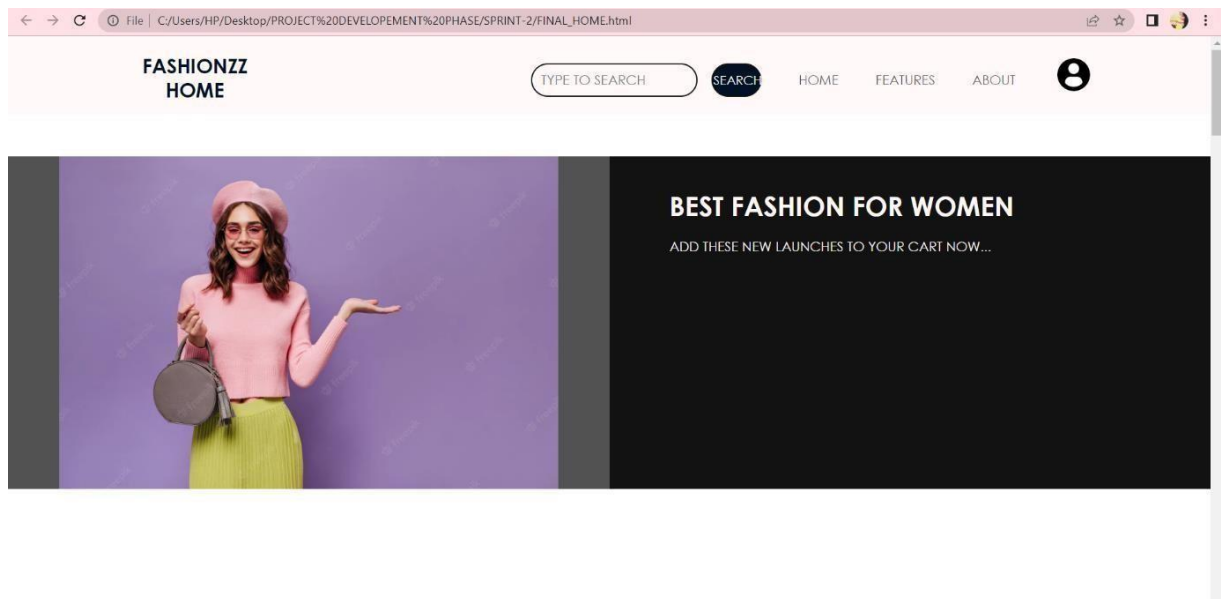 File | C:/Users/HP/Desktop/PROJECT%20DEVELOPEMENT%20PHASE/SPRINT-2/FINAL_HOME.html
FASHIONZZ
HOME
TYPE TO SEARCH
SEARCH
HOME
FEATURES
ABOUT
BEST FASHION FOR WOMEN
ADD THESE NEW LAUNCHES TO YOUR CART NOW...